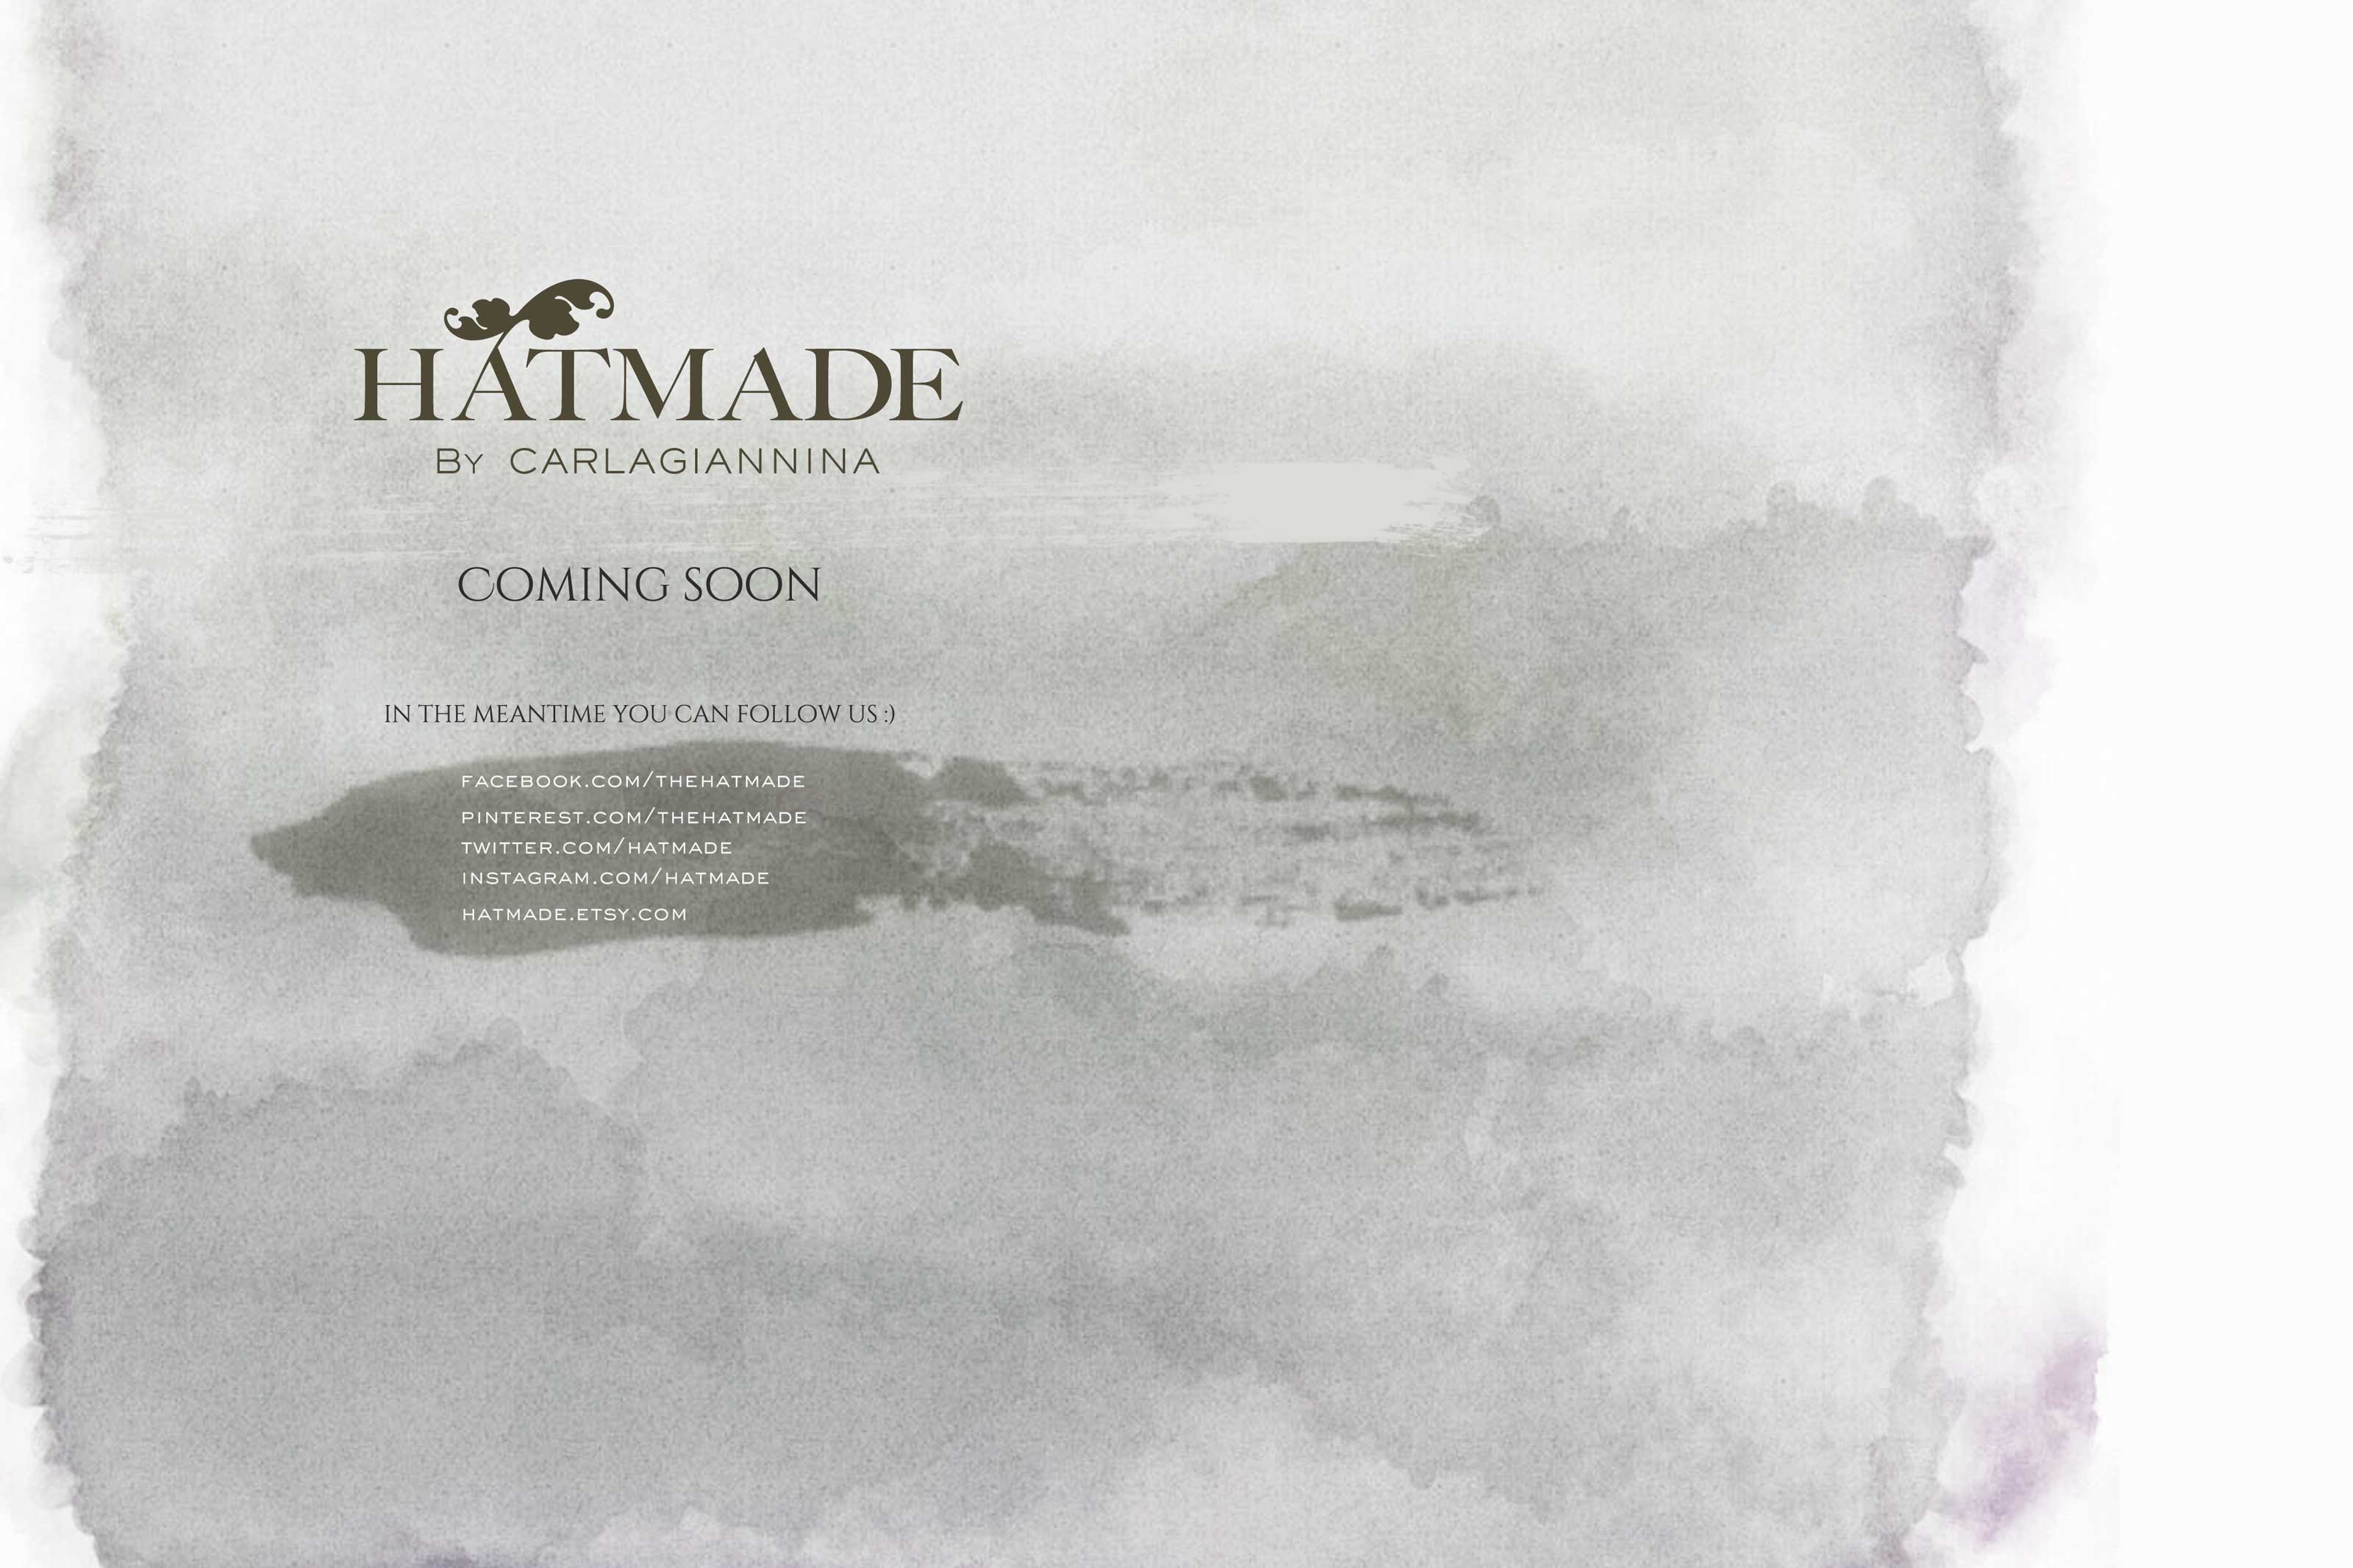 HATMADE
By CARLAGIANNINA
COMING SOON
IN THE MEANTIME YOU CAN FOLLOW US :)
FACEBOOK.COM/THEHATMADE
PINTEREST.COM/THEHATMADE
TWITTER.COM/HATMADE
INSTAGRAM.COM/HATMADE
HATMADE.ETSY.COM